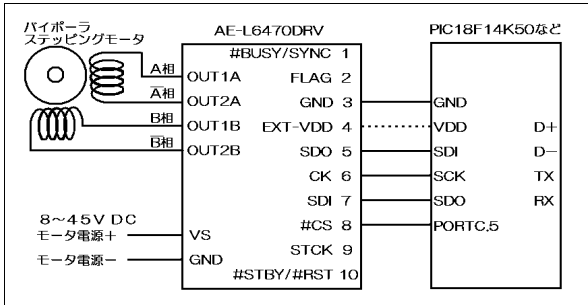 バイポーラ
ステッピングモータ
AE-L6470DRV
PIC18F14K50など
#BUSY/SYNC 1
A相 OUT1A
FLAG 2
A相 OUT2A
GND 3
GND
B相 OUT1B
EXT-VDD 4
VDD
D+
B相 OUT2B
SDO 5
SDI
D−
CK 6
SCK
TX
SDI 7
SDO
RX
8～45V DC
#CS 8
PORTC.5
モータ電源＋
VS
STCK 9
モータ電源−
GND
#STBY/#RST 10